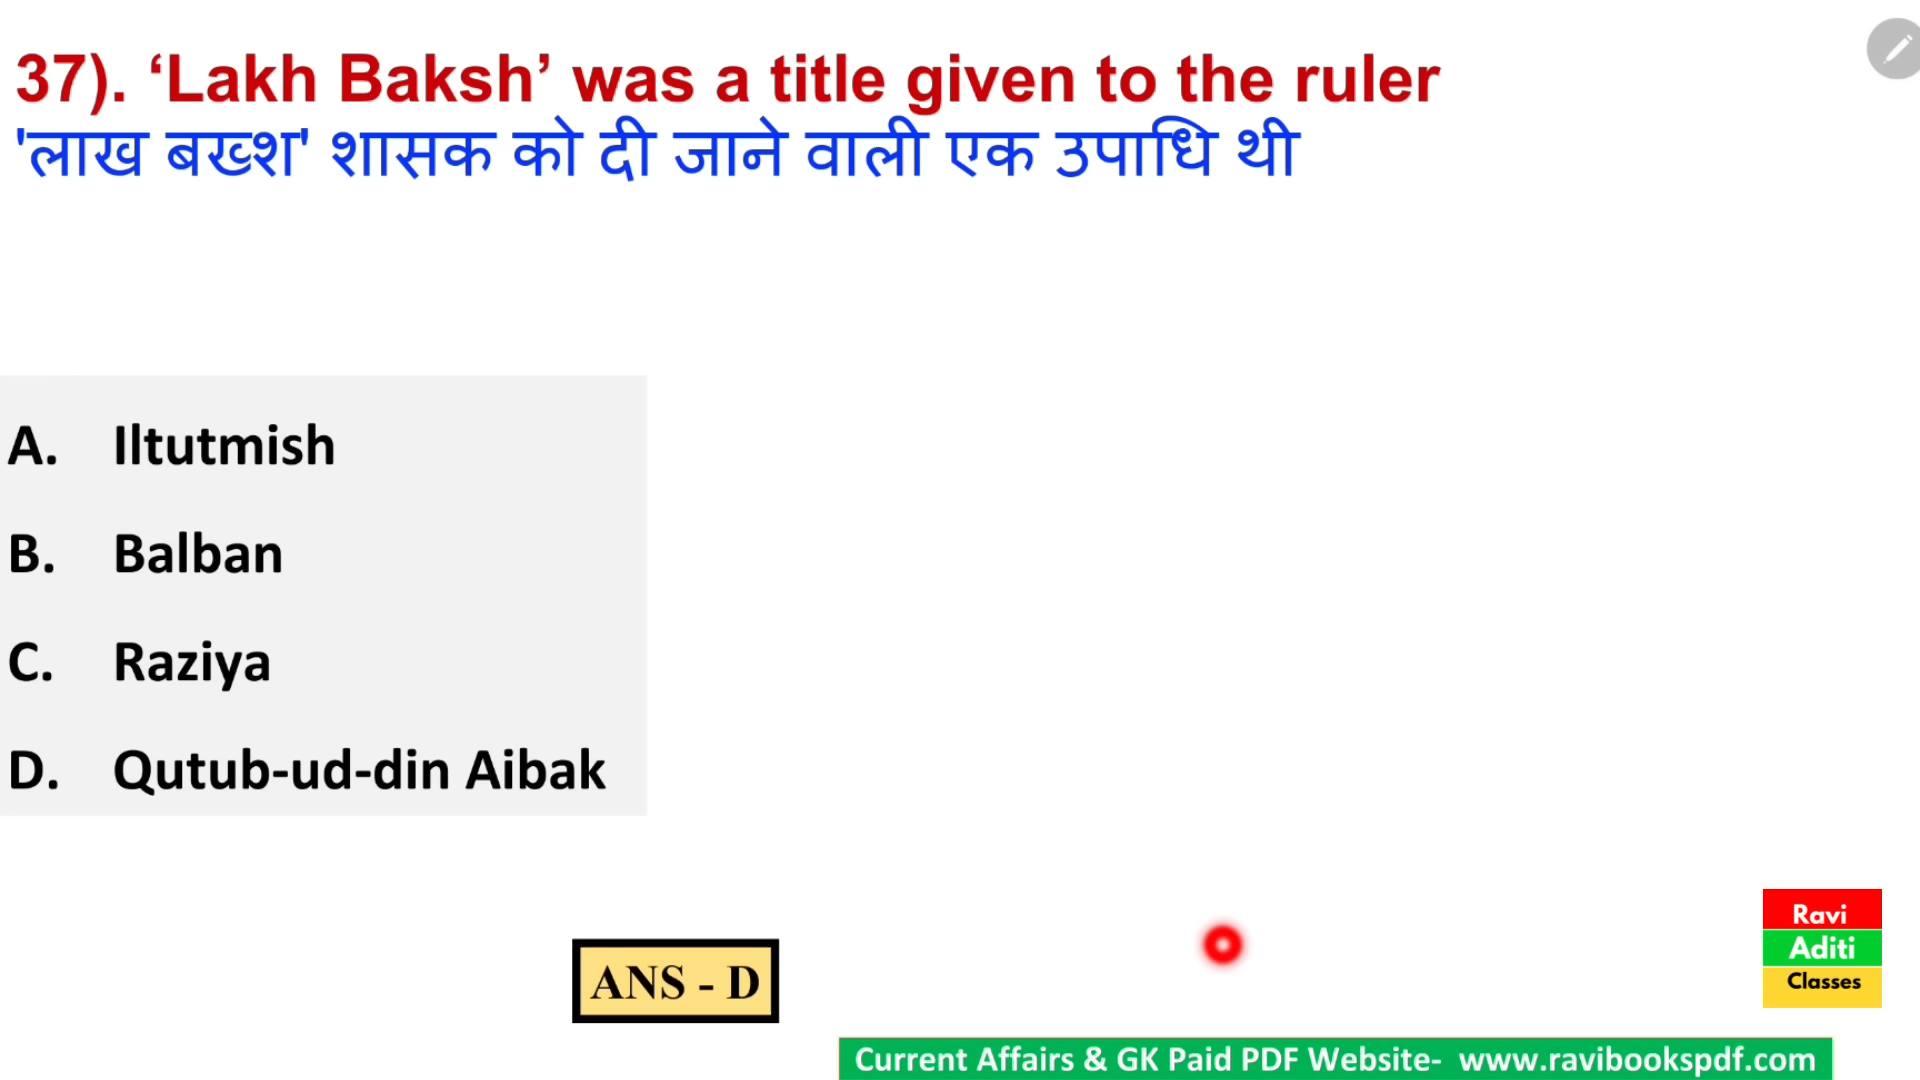 37). ‘Lakh Baksh’ was a title given to the ruler
'लाख बख्श' शासक को दी जाने वाली एक उपाधि थी
A. Iltutmish
B. Balban
C. Raziya
D. Qutub-ud-din Aibak
ANS - D
Ravi
Aditi
Classes
Current Affairs & GK Paid PDF Website- www.ravibookspdf.com